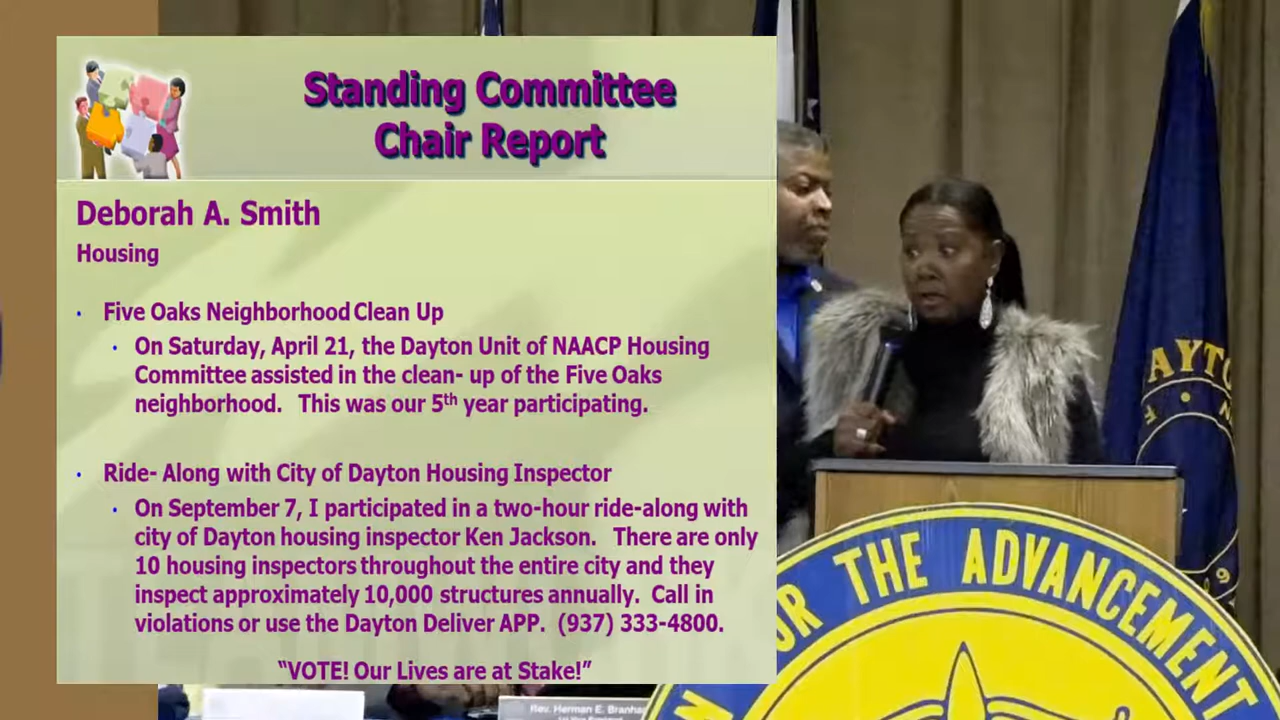 Standing Committee
Chair Report
Deborah A. Smith
Housing
• Five Oaks Neighborhood Clean Up
• On Saturday, April 21, the Dayton Unit of NAACP Housing
Committee assisted in the clean- up of the Five Oaks
neighborhood. This was our 5th year participating.
• Ride- Along with City of Dayton Housing Inspector
• On September 7, I participated in a two-hour ride-along with
city of Dayton housing inspector Ken Jackson. There are only
10 housing inspectors throughout the entire city and they
inspect approximately 10,000 structures annually. Call in
violations or use the Dayton Deliver APP. (937) 333-4800.
“VOTE! Our Lives are at Stake!”
AYTO
OR THE ADVANCEMENT
Rev. Herman E. Branha